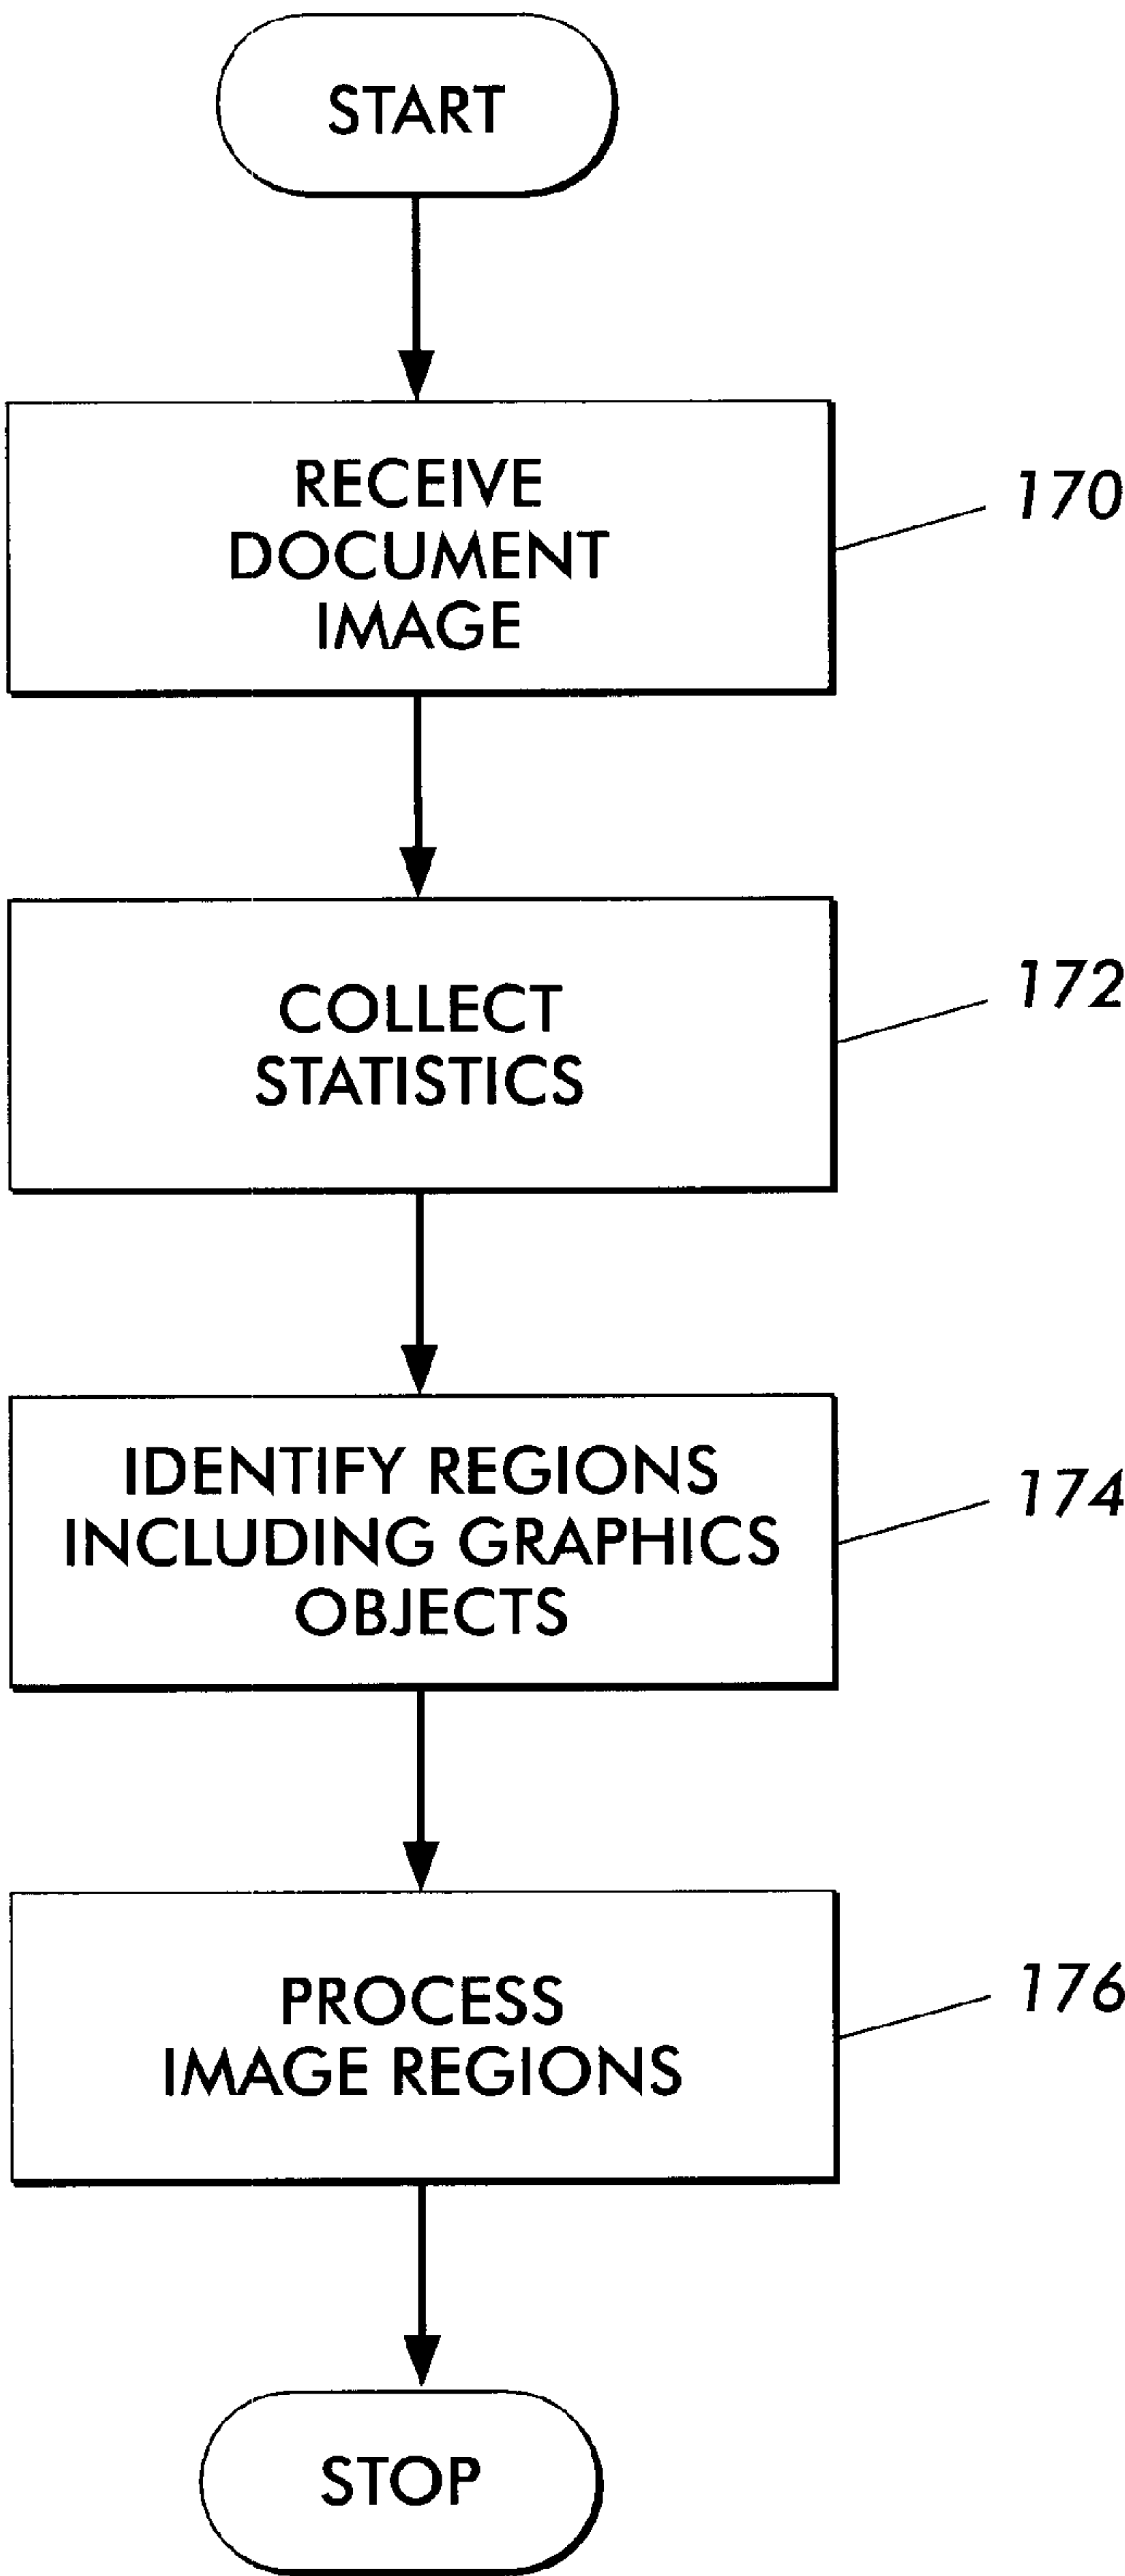 START
RECEIVE
DOCUMENT
IMAGE
170
COLLECT
STATISTICS
172
IDENTIFY REGIONS
INCLUDING GRAPHICS
OBJECTS
174
PROCESS
IMAGE REGIONS
176
STOP